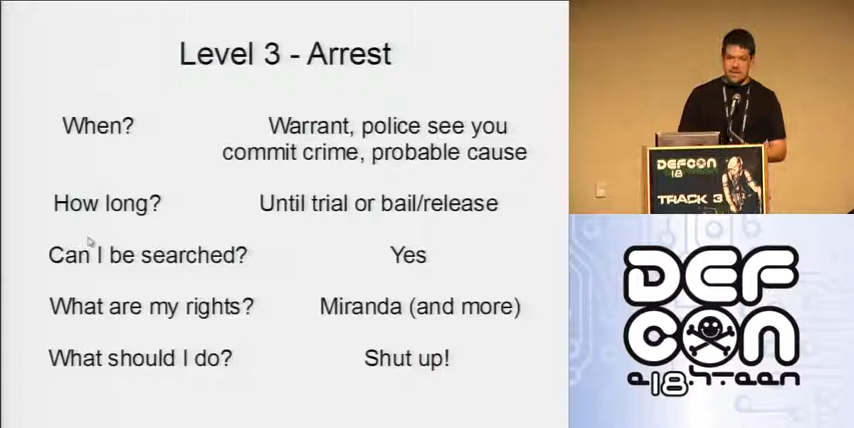 Level 3 - Arrest
When? Warrant, police see you
commit crime, probable cause
How long? Until trial or bail/release
Can I be searched? Yes
What are my rights? Miranda (and more)
What should I do? Shut up!
DEFCON
18
TRACK 3
DEF
CON
e18h-teen